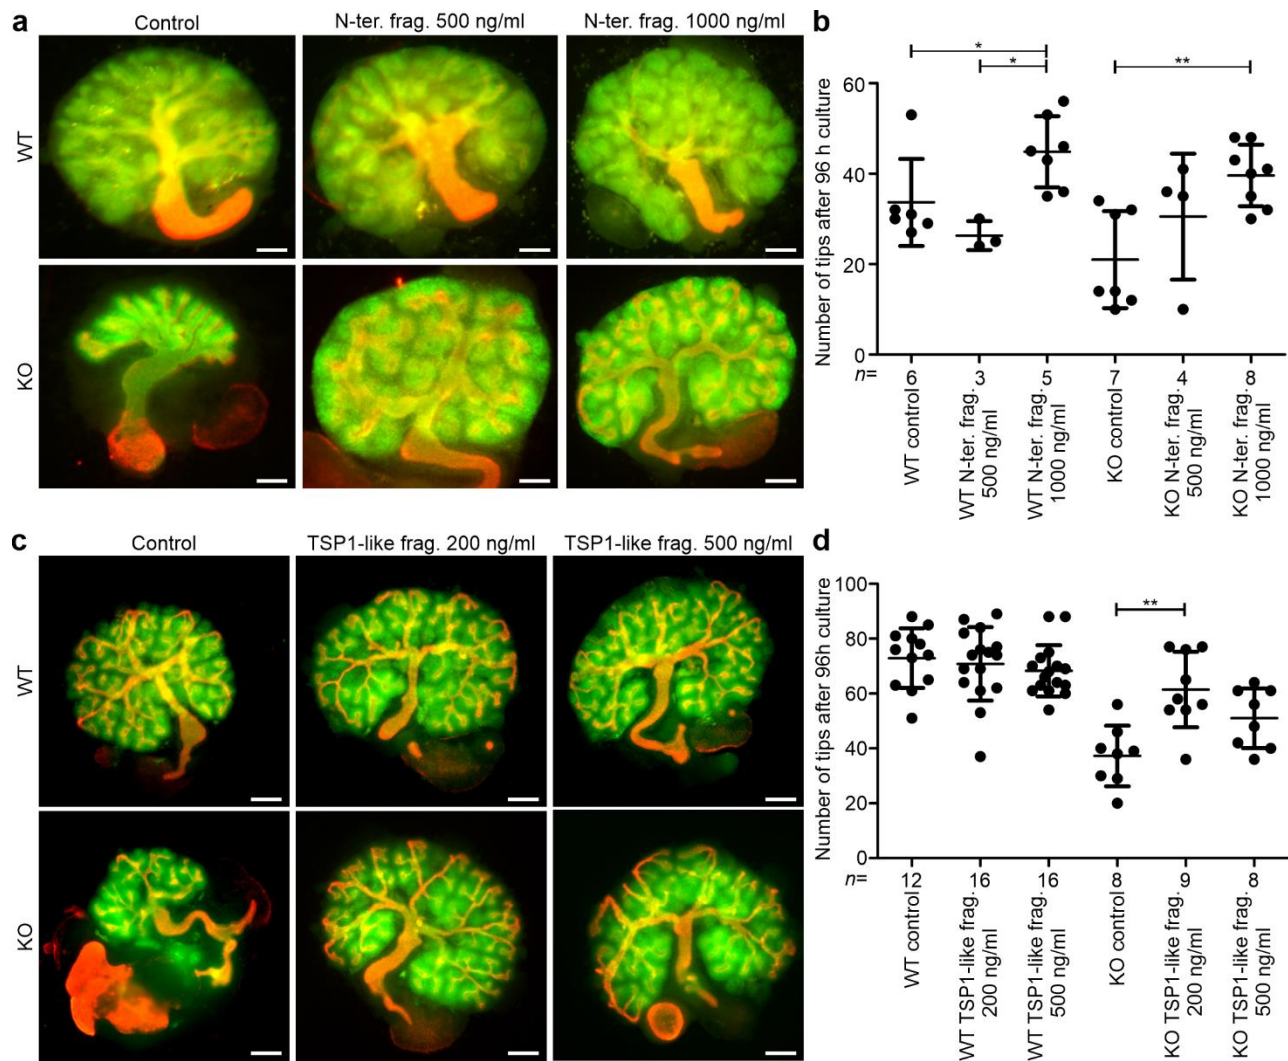 a
Control
N-ter. frag. 500 ng/ml
N-ter. frag. 1000 ng/ml
WT
KO
b
*
*
**
Number of tips after 96 h culture
60
40
20
0
n=
6
3
5
7
4
8
WT control
WT N-ter. frag.
500 ng/ml
WT N-ter. frag.
1000 ng/ml
KO control
KO N-ter. frag.
500 ng/ml
KO N-ter. frag.
1000 ng/ml
c
Control
TSP1-like frag. 200 ng/ml
TSP1-like frag. 500 ng/ml
WT
KO
d
**
Number of tips after 96h culture
100
80
60
40
20
0
n=
12
16
16
8
9
8
WT control
WT TSP1-like frag.
200 ng/ml
WT TSP1-like frag.
500 ng/ml
KO control
KO TSP1-like frag.
200 ng/ml
KO TSP1-like frag.
500 ng/ml